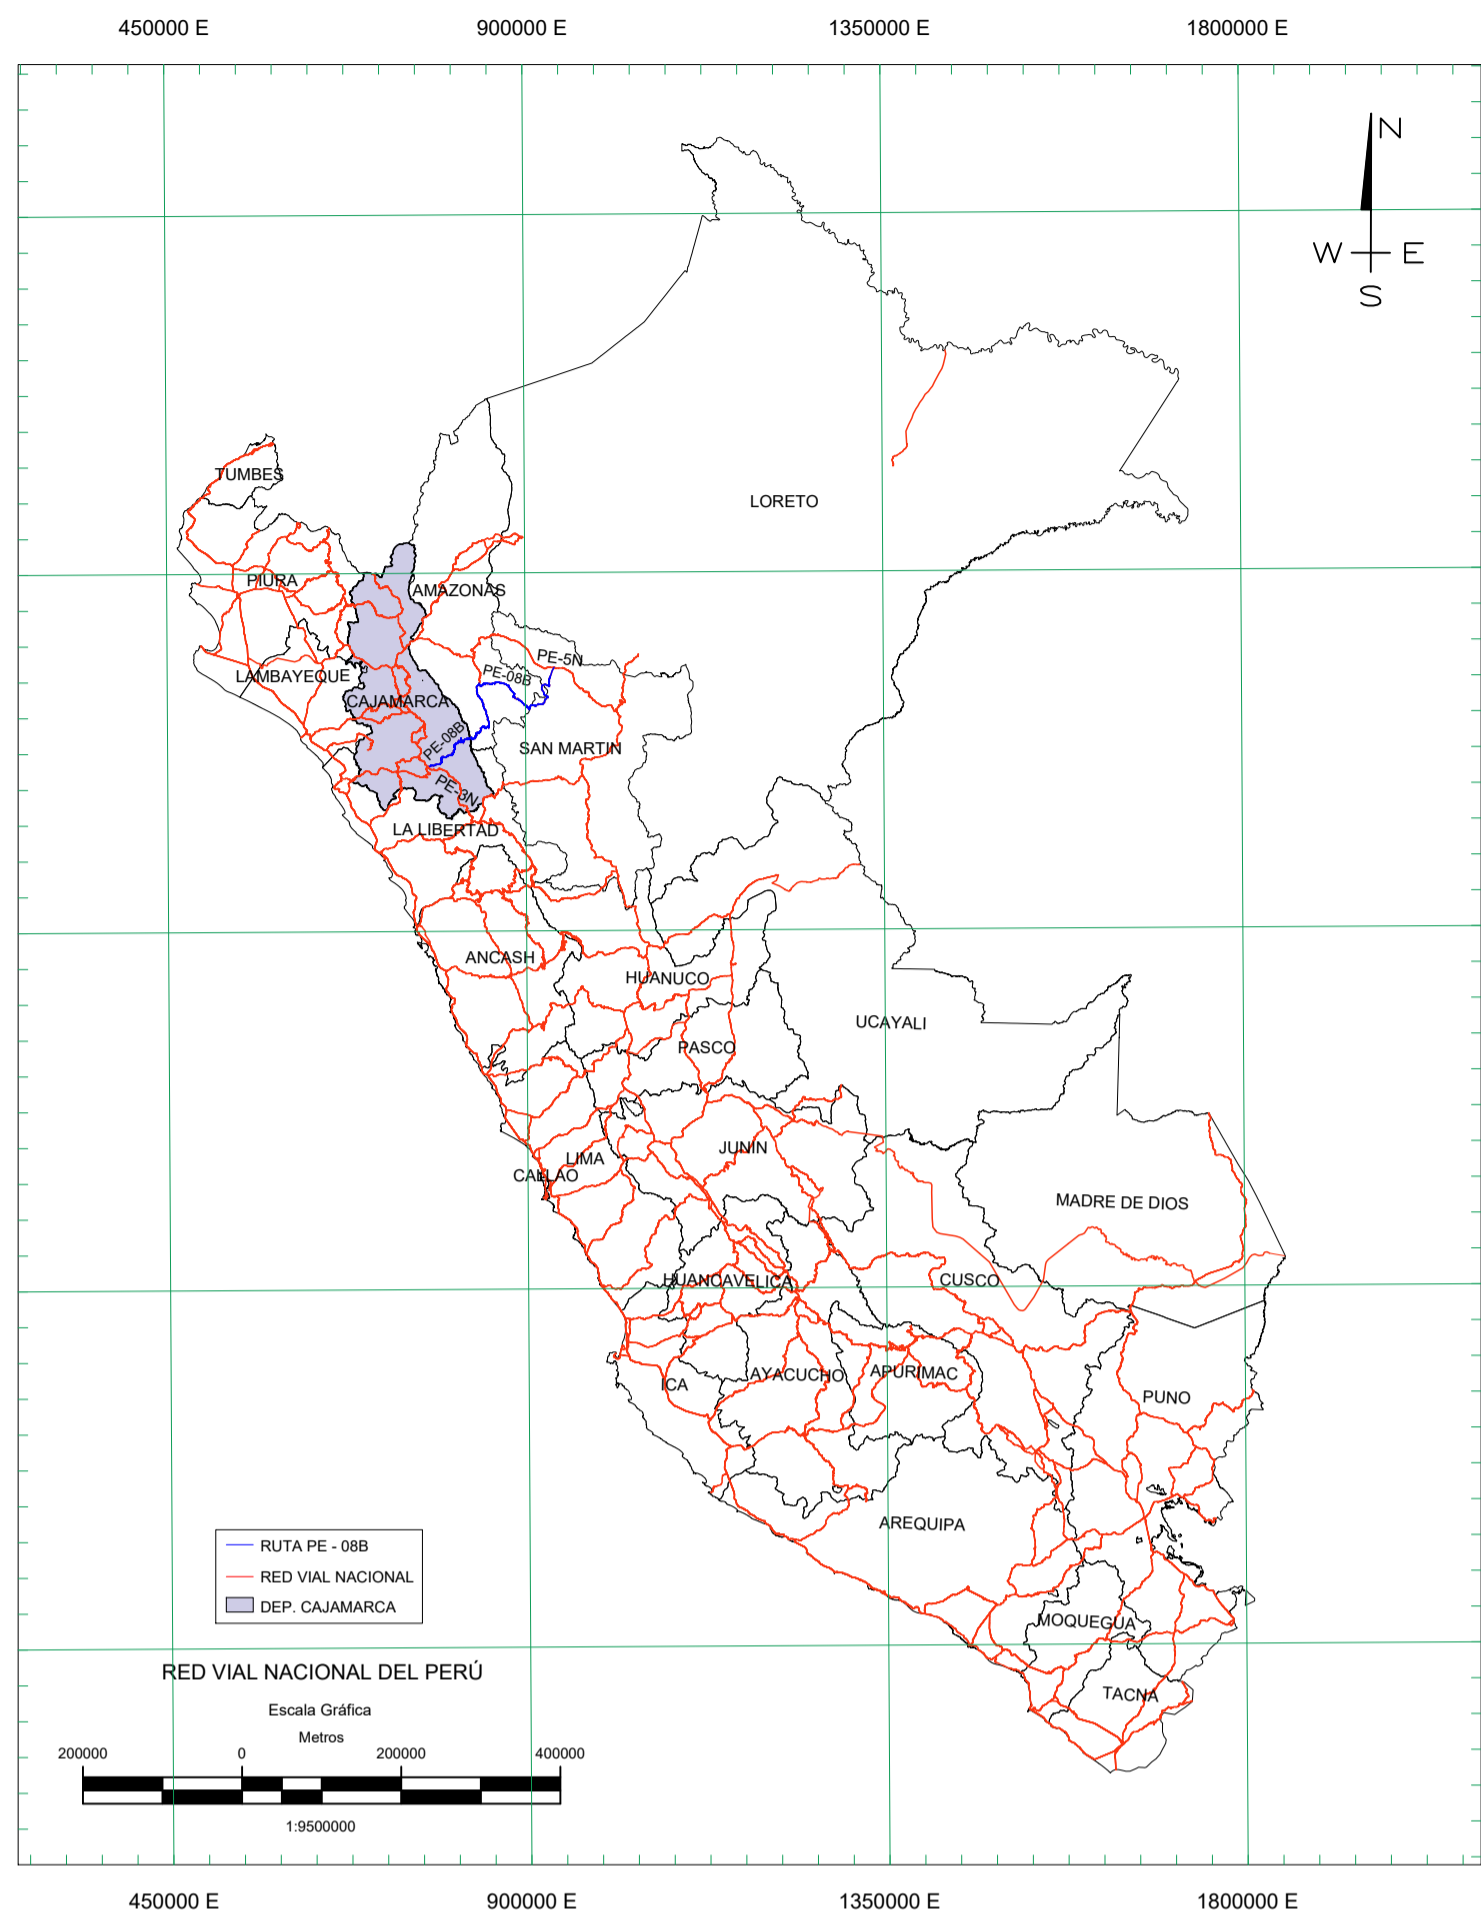 450000 E 900000 E 1350000 E 1800000 E
N
W E
S
TUMBES
LORETO
PIURA
AMAZONAS
PE-5N
PE-08B
LAMBAYEQUE
CAJAMARCA
PE-08B
SAN MARTIN
PE-3N
LA LIBERTAD
ANCASH
HUANUCO
UCAYALI
PASCO
JUNIN
LIMA
CALLAO
MADRE DE DIOS
HUANCAVELICA
CUSCO
APURIMAC
AYACUCHO
ICA
PUNO
AREQUIPA
RUTA PE - 08B
RED VIAL NACIONAL
DEP. CAJAMARCA
MOQUEGUA
RED VIAL NACIONAL DEL PERÚ
TACNA
Escala Gráfica
Metros
200000 0 200000 400000
1:9500000
450000 E 900000 E 1350000 E 1800000 E